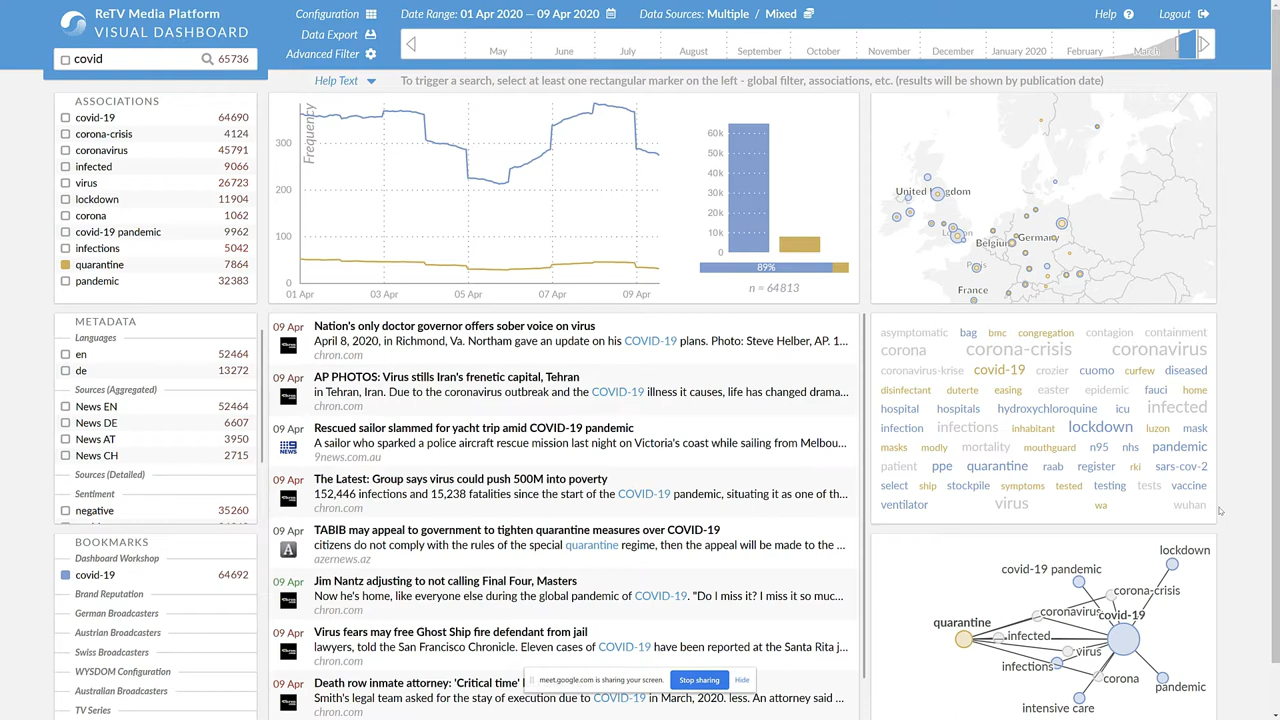 ReTV Media Platform
VISUAL DASHBOARD
covid 65736
Configuration
Data Export
Advanced Filter
Date Range: 01 Apr 2020 — 09 Apr 2020
Data Sources: Multiple / Mixed
Help
Logout
May June July August September October November December January 2020 February March
Help Text
To trigger a search, select at least one rectangular marker on the left - global filter, associations, etc. (results will be shown by publication date)
ASSOCIATIONS
covid-19 64690
corona-crisis 4124
coronavirus 45791
infected 9066
virus 26723
lockdown 11904
corona 1062
covid-19 pandemic 9962
infections 5042
quarantine 7864
pandemic 32383
METADATA
Languages
en 52464
de 13272
Sources (Aggregated)
News EN 52464
News DE 6607
News AT 3950
News CH 2715
Sources (Detailed)
Sentiment
negative 35260
BOOKMARKS
Dashboard Workshop
covid-19 64692
Brand Reputation
German Broadcasters
Austrian Broadcasters
Swiss Broadcasters
WYSDOM Configuration
Australian Broadcasters
TV Series
Frequency
300
200
100
0
01 Apr 03 Apr 05 Apr 07 Apr 09 Apr
60k
50k
40k
30k
20k
10k
0
89%
n = 64813
09 Apr Nation's only doctor governor offers sober voice on virus
April 8, 2020, in Richmond, Va. Northam gave an update on his COVID-19 plans. Photo: Steve Helber, AP. 1...
chron.com
09 Apr AP PHOTOS: Virus stills Iran's frenetic capital, Tehran
in Tehran, Iran. Due to the coronavirus outbreak and the COVID-19 illness it causes, life has changed drama...
chron.com
09 Apr Rescued sailor slammed for yacht trip amid COVID-19 pandemic
A sailor who sparked a police aircraft rescue mission last night on Victoria's coast while sailing from Melbou...
9news.com.au
09 Apr The Latest: Group says virus could push 500M into poverty
152,446 infections and 15,238 fatalities since the start of the COVID-19 pandemic, situating it as one of th...
chron.com
09 Apr TABIB may appeal to government to tighten quarantine measures over COVID-19
citizens do not comply with the rules of the special quarantine regime, then the appeal will be made to the ...
azernews.az
09 Apr Jim Nantz adjusting to not calling Final Four, Masters
Now he's home, like everyone else during the global pandemic of COVID-19. "Do I miss it? I miss it so muc...
chron.com
09 Apr Virus fears may free Ghost Ship fire defendant from jail
lawyers, told the San Francisco Chronicle. Eleven cases of COVID-19 have been reported at the Santa Rita j...
chron.com
09 Apr Death row inmate attorney: 'Critical time'
Smith's legal team asked for the stay of execution due to COVID-19 in March, 2020. less. An attorney said ...
chron.com
meet.google.com is sharing your screen. Stop sharing Hide
United Kingdom
London
Belgium Germany
Paris
France
asymptomatic bag bmc congregation contagion containment
corona corona-crisis coronavirus
coronavirus-krise covid-19 crozier cuomo curfew diseased
disinfectant duterte easing easter epidemic fauci home
hospital hospitals hydroxychloroquine icu infected
infection infections inhabitant lockdown luzon mask
masks modly mortality mouthguard n95 nhs pandemic
patient ppe quarantine raab register rki sars-cov-2
select ship stockpile symptoms tested testing tests vaccine
ventilator virus wa wuhan
lockdown
covid-19 pandemic
corona-crisis
coronavirus covid-19
quarantine
infected
virus
infections
corona
pandemic
intensive care